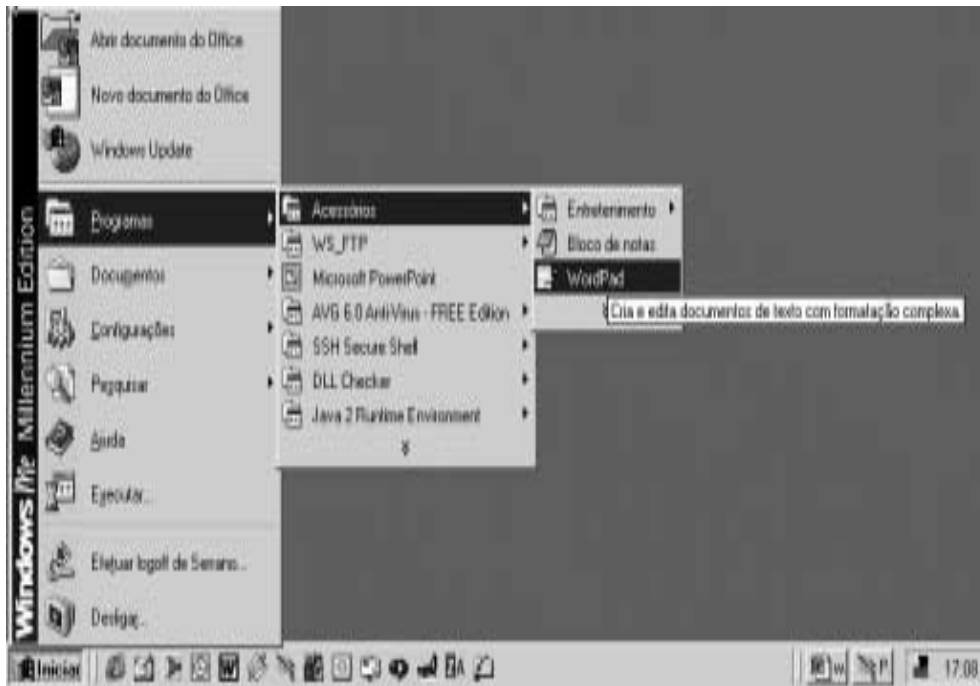 Abrir documento do Office
Novo documento do Office
Windows Update
Programas
Documentos
Configurações
Pesquisar
Ajuda
Executar...
Efetuar logoff de Serrano...
Desligar...
Windows Me Millennium Edition
Acessórios
WS_FTP
Microsoft PowerPoint
AVG 6.0 Anti-Virus - FREE Edition
SSH Secure Shell
DLL Checker
Java 2 Runtime Environment
Entretenimento
Bloco de notas
WordPad
Cria e edita documentos de texto com formatação complexa.
Iniciar
W
P
17:08